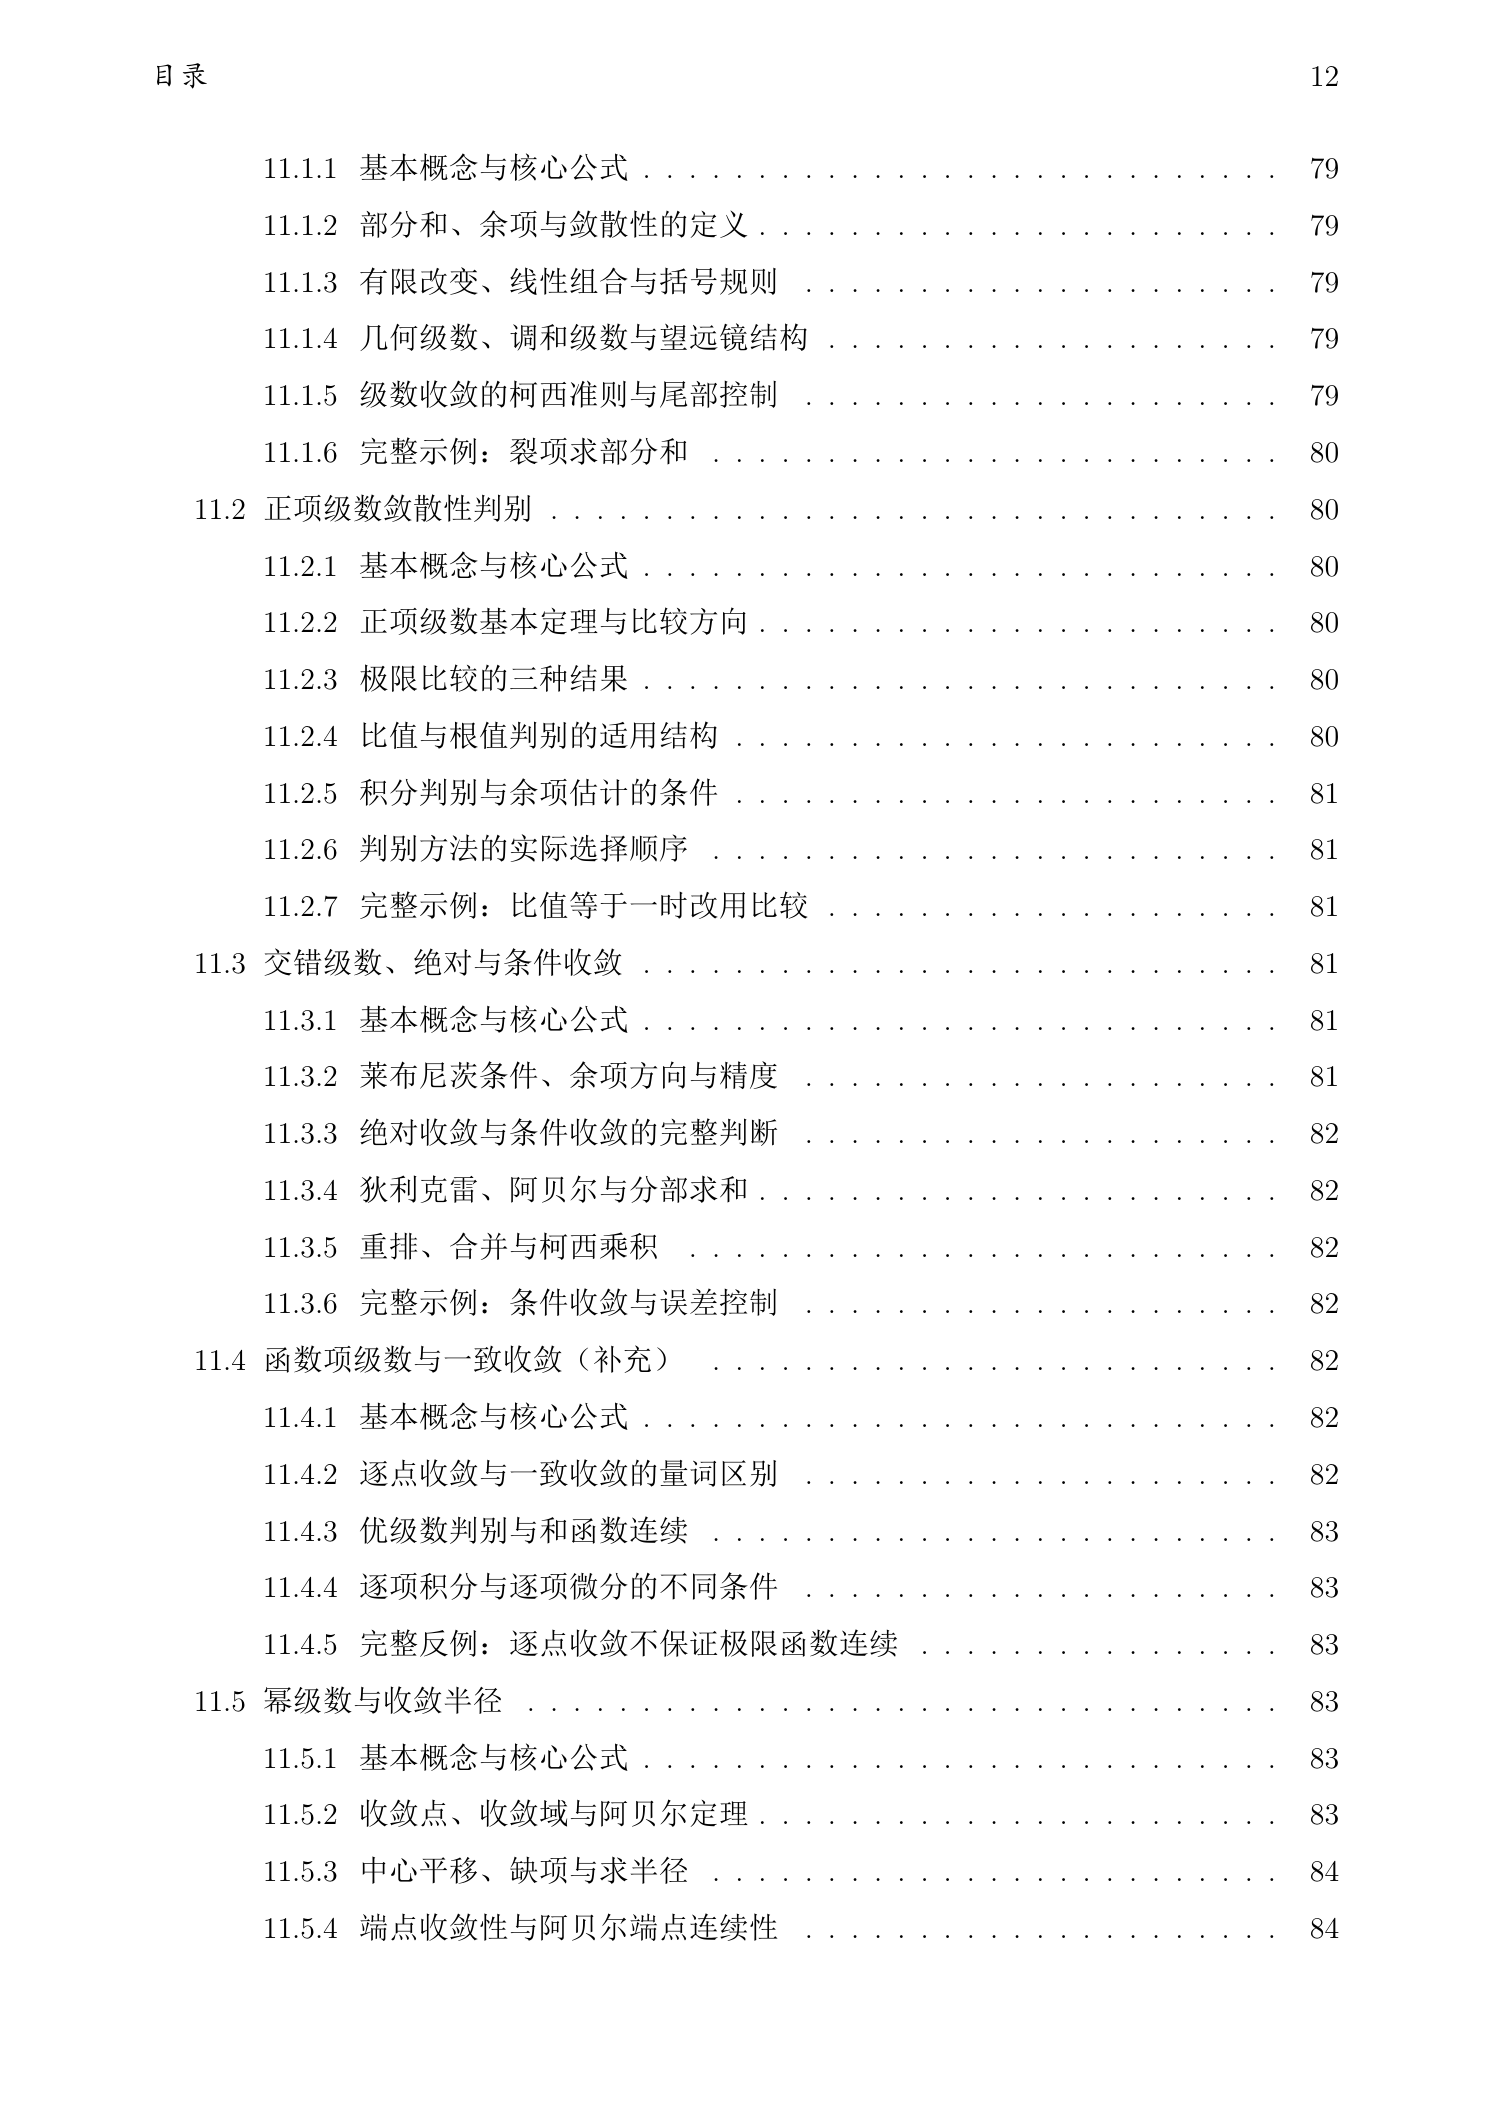 目录 12
11.1.1 基本概念与核心公式 . . . . . . . . . . . . . . . . . . . . . . . . . . . . 79
11.1.2 部分和、余项与敛散性的定义 . . . . . . . . . . . . . . . . . . . . . . . 79
11.1.3 有限改变、线性组合与括号规则 . . . . . . . . . . . . . . . . . . . . . 79
11.1.4 几何级数、调和级数与望远镜结构 . . . . . . . . . . . . . . . . . . . . 79
11.1.5 级数收敛的柯西准则与尾部控制 . . . . . . . . . . . . . . . . . . . . . 79
11.1.6 完整示例：裂项求部分和 . . . . . . . . . . . . . . . . . . . . . . . . . 80
11.2 正项级数敛散性判别 . . . . . . . . . . . . . . . . . . . . . . . . . . . . . . . . 80
11.2.1 基本概念与核心公式 . . . . . . . . . . . . . . . . . . . . . . . . . . . . 80
11.2.2 正项级数基本定理与比较方向 . . . . . . . . . . . . . . . . . . . . . . . 80
11.2.3 极限比较的三种结果 . . . . . . . . . . . . . . . . . . . . . . . . . . . . 80
11.2.4 比值与根值判别的适用结构 . . . . . . . . . . . . . . . . . . . . . . . . 80
11.2.5 积分判别与余项估计的条件 . . . . . . . . . . . . . . . . . . . . . . . . 81
11.2.6 判别方法的实际选择顺序 . . . . . . . . . . . . . . . . . . . . . . . . . 81
11.2.7 完整示例：比值等于一时改用比较 . . . . . . . . . . . . . . . . . . . . 81
11.3 交错级数、绝对与条件收敛 . . . . . . . . . . . . . . . . . . . . . . . . . . . . 81
11.3.1 基本概念与核心公式 . . . . . . . . . . . . . . . . . . . . . . . . . . . . 81
11.3.2 莱布尼茨条件、余项方向与精度 . . . . . . . . . . . . . . . . . . . . . 81
11.3.3 绝对收敛与条件收敛的完整判断 . . . . . . . . . . . . . . . . . . . . . 82
11.3.4 狄利克雷、阿贝尔与分部求和 . . . . . . . . . . . . . . . . . . . . . . . 82
11.3.5 重排、合并与柯西乘积 . . . . . . . . . . . . . . . . . . . . . . . . . . 82
11.3.6 完整示例：条件收敛与误差控制 . . . . . . . . . . . . . . . . . . . . . 82
11.4 函数项级数与一致收敛（补充） . . . . . . . . . . . . . . . . . . . . . . . . . 82
11.4.1 基本概念与核心公式 . . . . . . . . . . . . . . . . . . . . . . . . . . . . 82
11.4.2 逐点收敛与一致收敛的量词区别 . . . . . . . . . . . . . . . . . . . . . 82
11.4.3 优级数判别与和函数连续 . . . . . . . . . . . . . . . . . . . . . . . . . 83
11.4.4 逐项积分与逐项微分的不同条件 . . . . . . . . . . . . . . . . . . . . . 83
11.4.5 完整反例：逐点收敛不保证极限函数连续 . . . . . . . . . . . . . . . . 83
11.5 幂级数与收敛半径 . . . . . . . . . . . . . . . . . . . . . . . . . . . . . . . . . 83
11.5.1 基本概念与核心公式 . . . . . . . . . . . . . . . . . . . . . . . . . . . . 83
11.5.2 收敛点、收敛域与阿贝尔定理 . . . . . . . . . . . . . . . . . . . . . . . 83
11.5.3 中心平移、缺项与求半径 . . . . . . . . . . . . . . . . . . . . . . . . . 84
11.5.4 端点收敛性与阿贝尔端点连续性 . . . . . . . . . . . . . . . . . . . . . 84